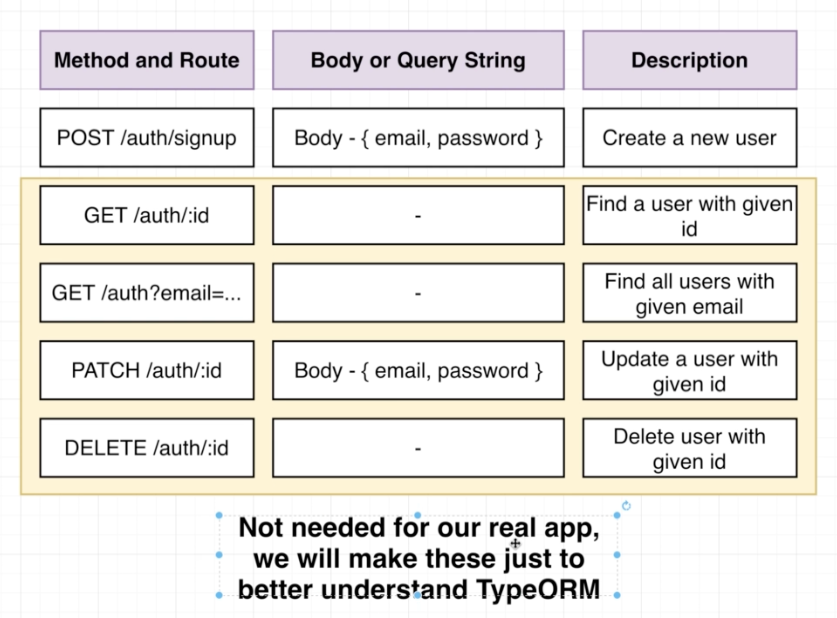 Method and Route
Body or Query String
Description
POST /auth/signup
Body - { email, password }
Create a new user
GET /auth/:id
-
Find a user with given
id
GET /auth?email=...
-
Find all users with
given email
PATCH /auth/:id
Body - { email, password }
Update a user with
given id
DELETE /auth/:id
-
Delete user with
given id
Not needed for our real app,
we will make these just to
better understand TypeORM